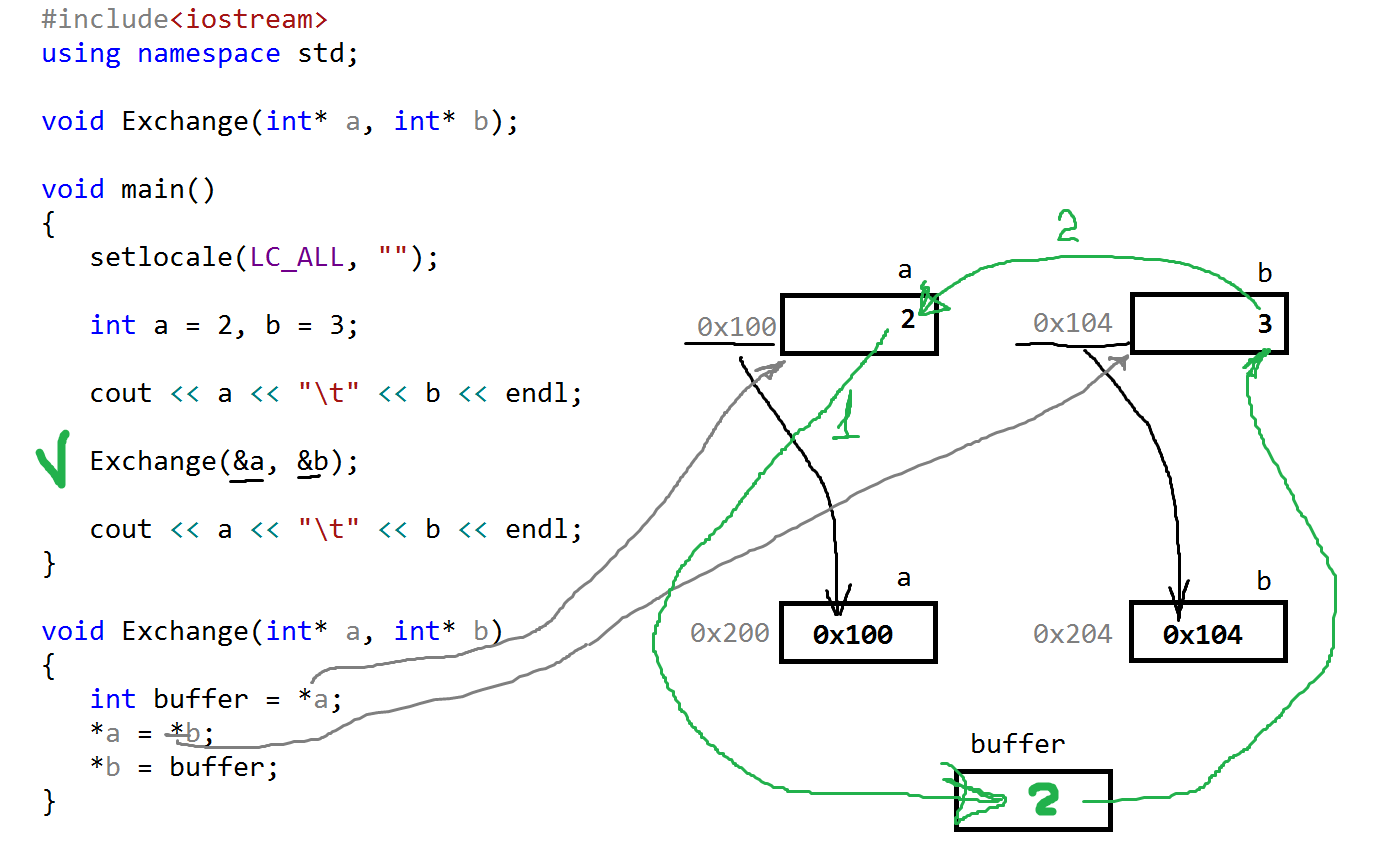 #include<iostream>
using namespace std;
void Exchange(int* a, int* b);
void main()
{
setlocale(LC_ALL, "");
int a = 2, b = 3;
cout << a << "\t" << b << endl;
Exchange(&a, &b);
cout << a << "\t" << b << endl;
}
void Exchange(int* a, int* b)
{
int buffer = *a;
*a = *b;
*b = buffer;
}
2
a
b
0x100
2
0x104
3
1
a
b
0x200
0x100
0x204
0x104
buffer
2